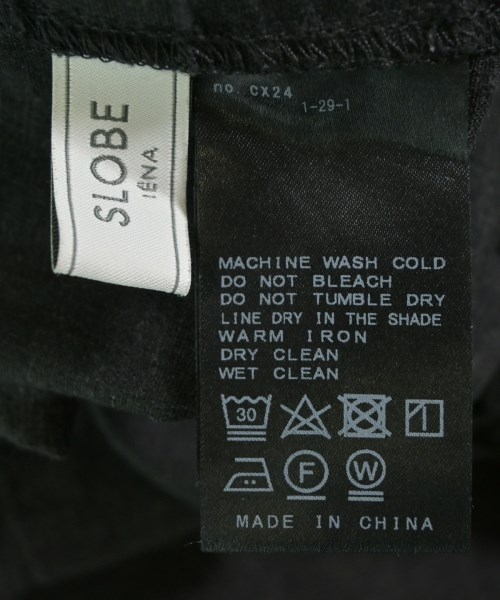 SLOBE
IÉNA
no. CX24
1-29-1
MACHINE WASH COLD
DO NOT BLEACH
DO NOT TUMBLE DRY
LINE DRY IN THE SHADE
WARM IRON
DRY CLEAN
WET CLEAN
30
F W
MADE IN CHINA